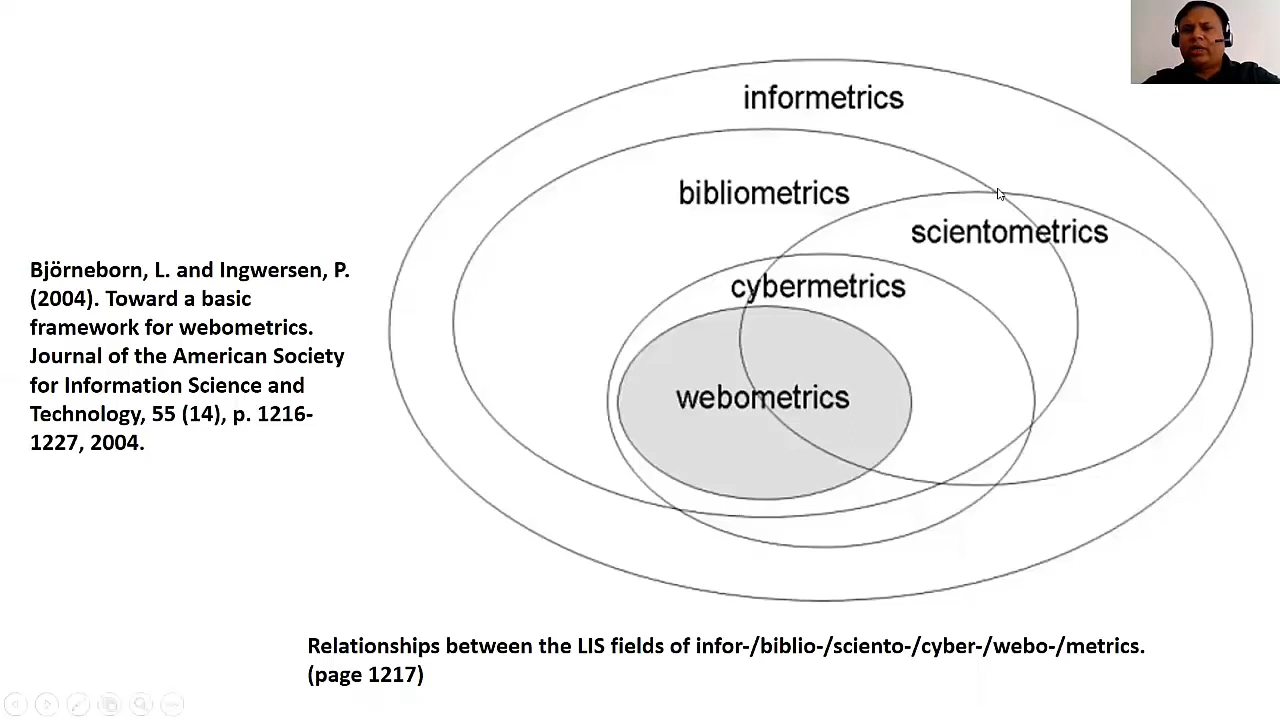 informetrics
bibliometrics
scientometrics
cybermetrics
webometrics
Björneborn, L. and Ingwersen, P.
(2004). Toward a basic
framework for webometrics.
Journal of the American Society
for Information Science and
Technology, 55 (14), p. 1216-
1227, 2004.
Relationships between the LIS fields of infor-/biblio-/sciento-/cyber-/webo-/metrics.
(page 1217)